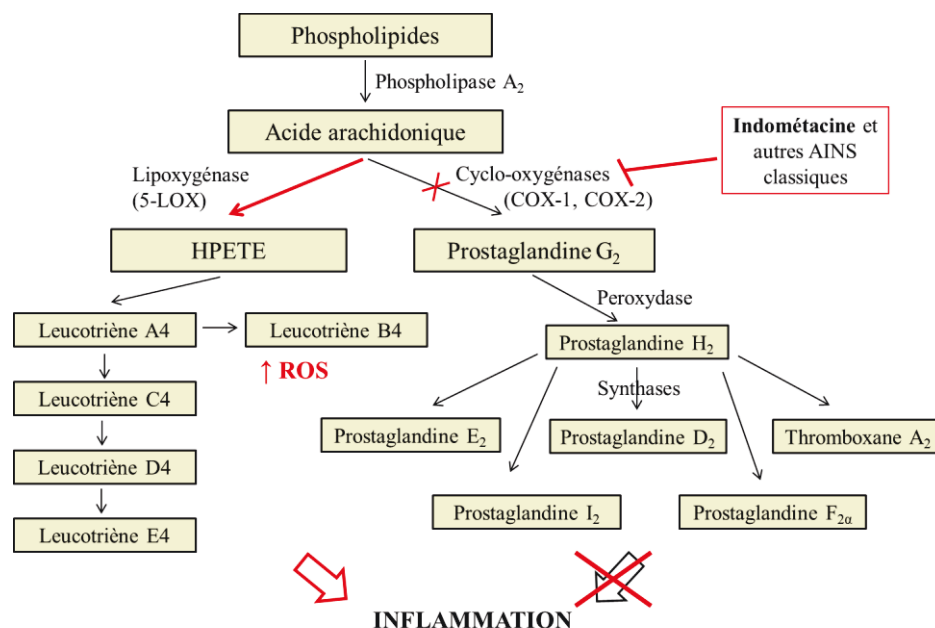 Phospholipides
Phospholipase A₂
Acide arachidonique
Indométacine et
autres AINS
classiques
Lipoxygénase
(5-LOX)
Cyclo-oxygénases
(COX-1, COX-2)
HPETE
Prostaglandine G₂
Peroxydase
Leucotriène A4
Leucotriène B4
Prostaglandine H₂
↑ ROS
Synthases
Leucotriène C4
Prostaglandine E₂
Prostaglandine D₂
Thromboxane A₂
Leucotriène D4
Prostaglandine I₂
Prostaglandine F₂α
Leucotriène E4
INFLAMMATION